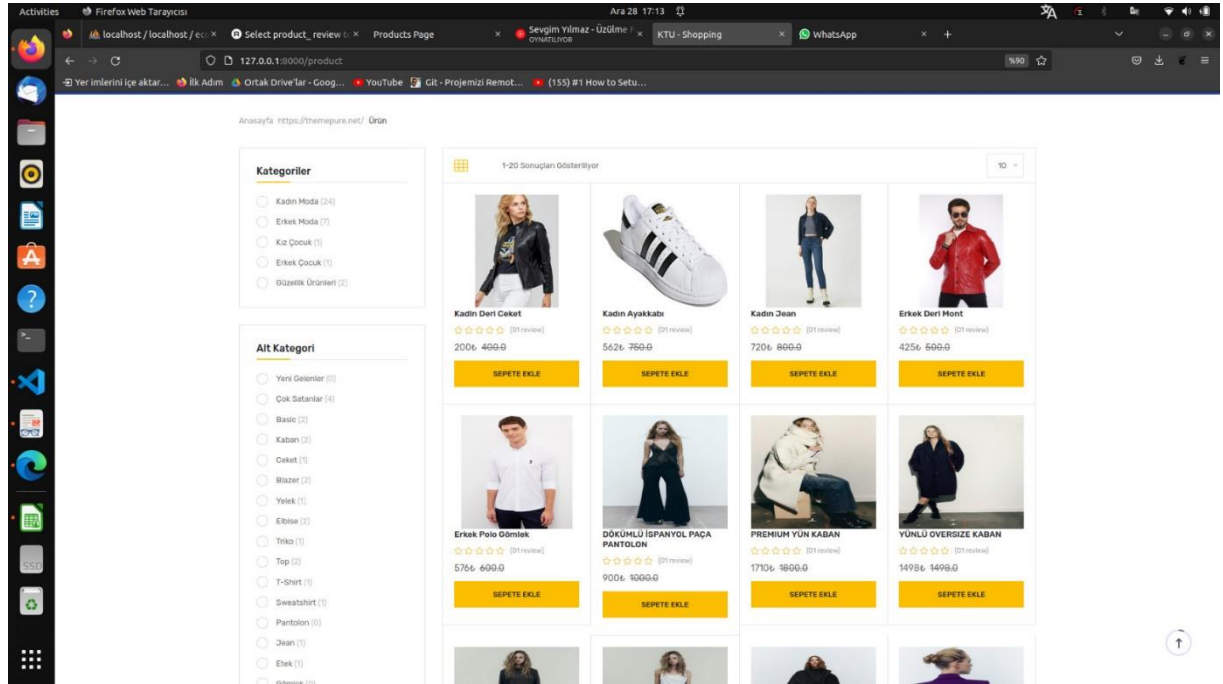 Activities Firefox Web Tarayıcısı Ara 28 17:13
localhost / localhost / eco Select product_review to Products Page Sevgim Yılmaz - Üzülme KTU - Shopping WhatsApp
OYNATILIYOR
127.0.0.1:8000/product %90
Yer imlerini içe aktar... İlk Adım Ortak Drive'lar - Goog... YouTube Git - Projemizi Remot... (155) #1 How to Setu...
Anasayfa https://themepure.net/ Ürün
Kategoriler
Kadın Moda (24)
Erkek Moda (7)
Kız Çocuk (1)
Erkek Çocuk (1)
Güzellik Ürünleri (2)
Alt Kategori
Yeni Gelenler (0)
Çok Satanlar (4)
Basic (2)
Kaban (2)
Ceket (1)
Blazer (2)
Yelek (1)
Elbise (2)
Triko (1)
Top (2)
T-Shirt (1)
Sweatshirt (1)
Pantolon (0)
Jean (1)
Etek (1)
1-20 Sonuçları Gösteriliyor 10
Kadin Deri Ceket
(01 review)
200₺ 400.0
SEPETE EKLE
Kadın Ayakkabı
(01 review)
562₺ 750.0
SEPETE EKLE
Kadın Jean
(01 review)
720₺ 800.0
SEPETE EKLE
Erkek Deri Mont
(01 review)
425₺ 500.0
SEPETE EKLE
Erkek Polo Gömlek
(01 review)
576₺ 600.0
SEPETE EKLE
DÖKÜMLÜ İSPANYOL PAÇA
PANTOLON
(01 review)
900₺ 1000.0
SEPETE EKLE
PREMIUM YÜN KABAN
(01 review)
1710₺ 1800.0
SEPETE EKLE
YÜNLÜ OVERSIZE KABAN
(01 review)
1498₺ 1498.0
SEPETE EKLE
SSD